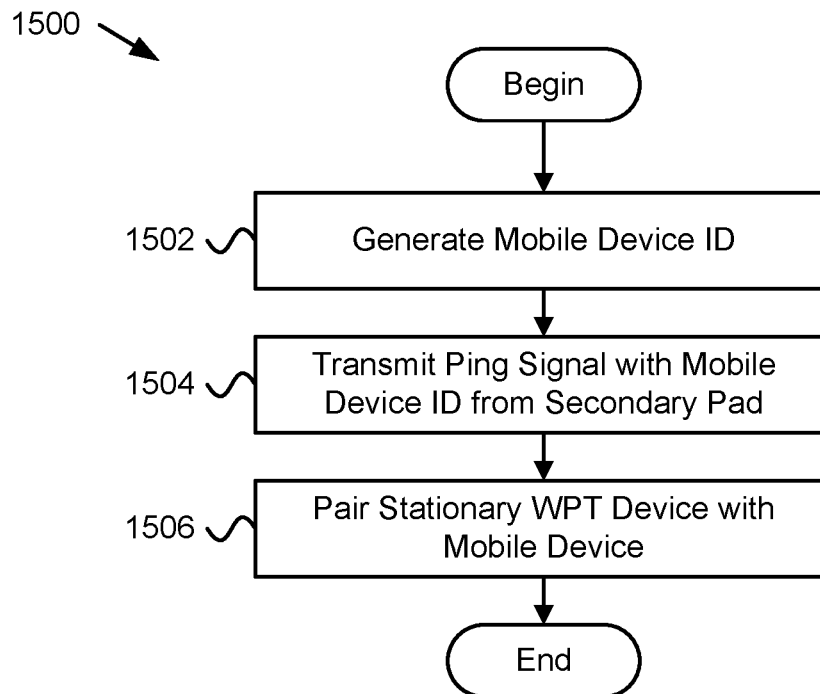 1500
Begin
1502
Generate Mobile Device ID
1504
Transmit Ping Signal with Mobile
Device ID from Secondary Pad
1506
Pair Stationary WPT Device with
Mobile Device
End